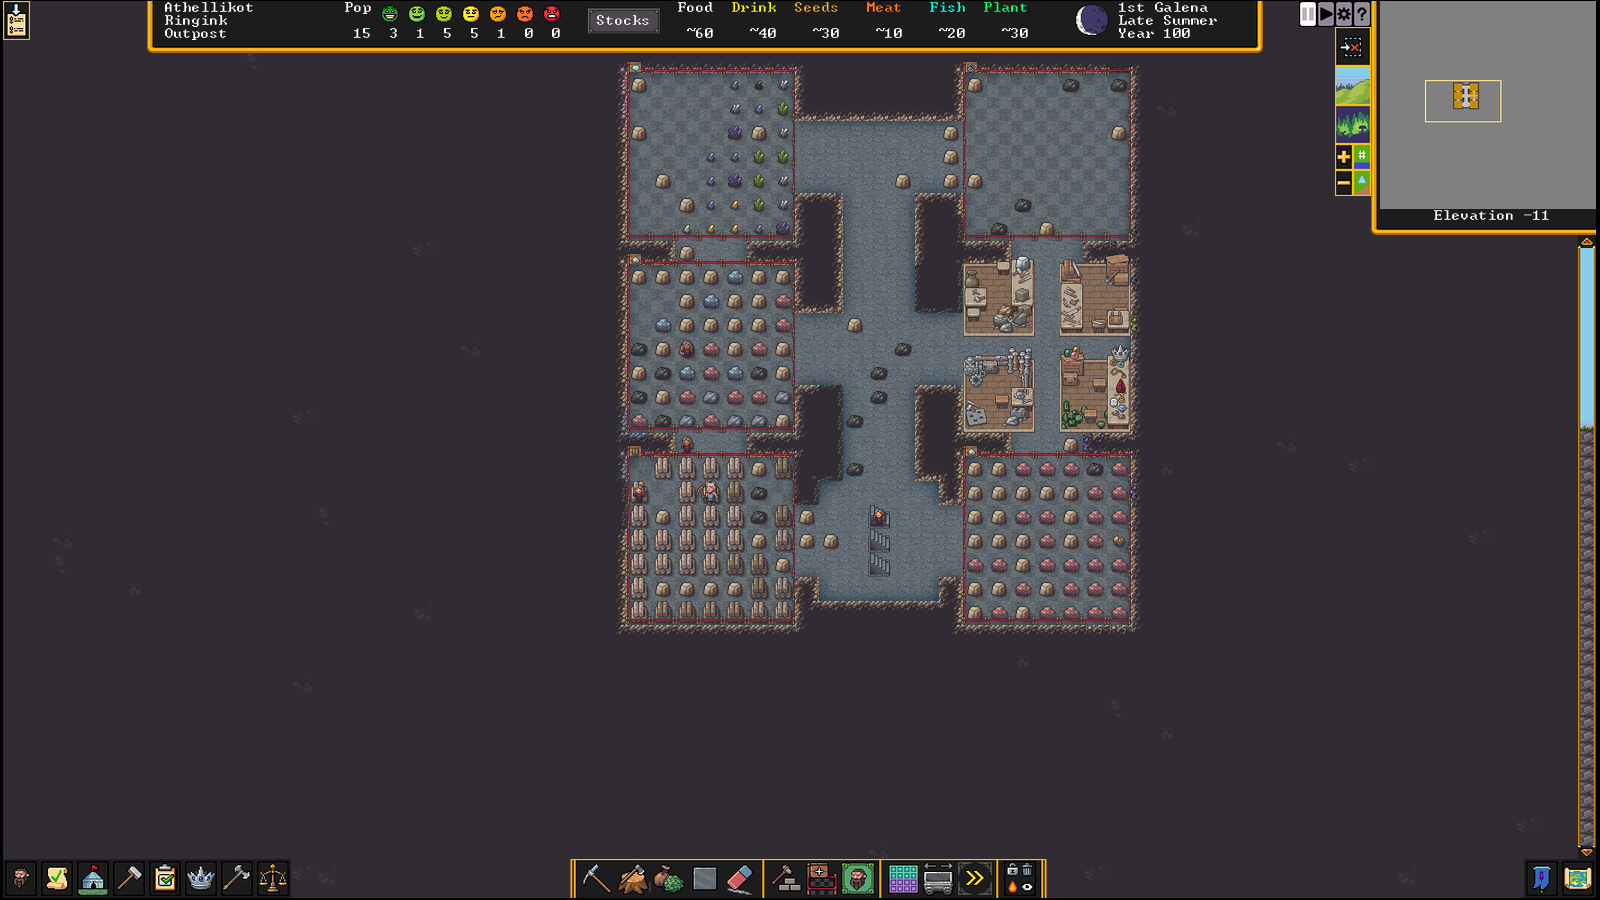 Athellikot
Ringink
Outpost
Pop
15 3 1 5 5 1 0 0
Stocks
Food Drink Seeds Meat Fish Plant
~60 ~40 ~30 ~10 ~20 ~30
1st Galena
Late Summer
Year 100
?
#
Elevation -11